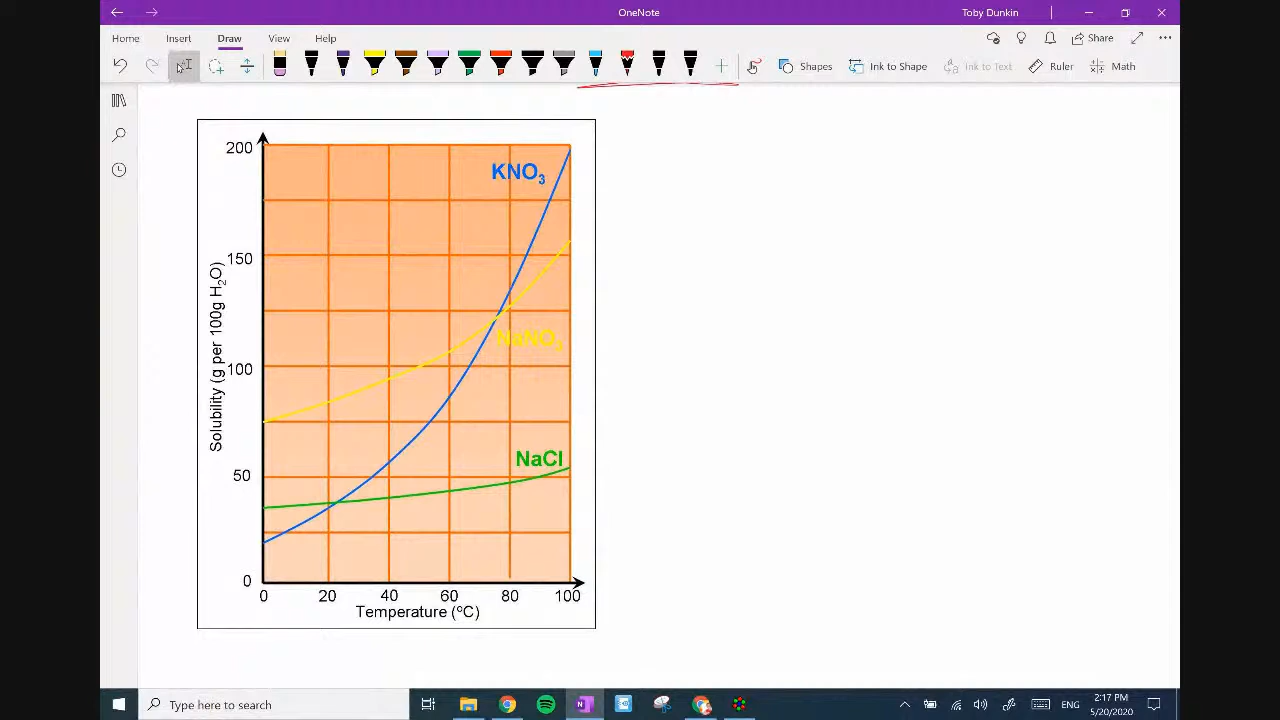 OneNote
Toby Dunkin
Home Insert Draw View Help
Share
Shapes Ink to Shape Ink to Text Ruler Math
200
KNO₃
150
NaNO₃
100
NaCl
50
0
0 20 40 60 80 100
Temperature (°C)
Solubility (g per 100g H₂O)
Type here to search
ENG
2:17 PM
5/20/2020